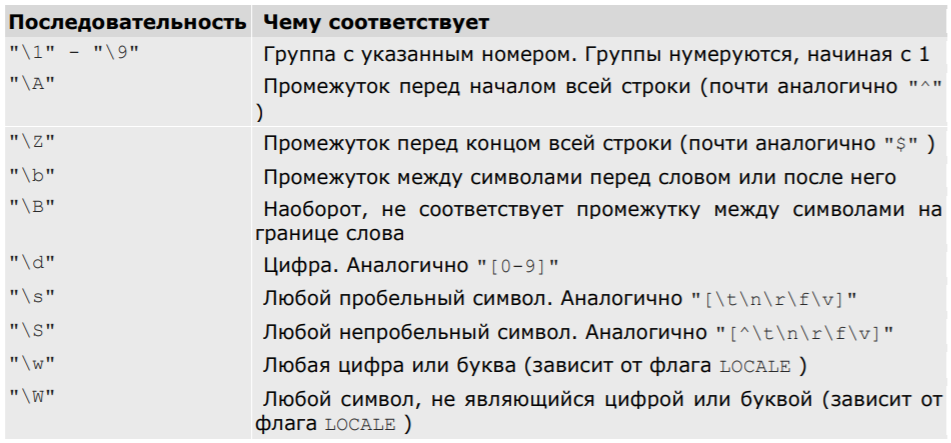 Последовательность Чему соответствует
"\1" - "\9" Группа с указанным номером. Группы нумеруются, начиная с 1
"\A" Промежуток перед началом всей строки (почти аналогично "^"
)
"\Z" Промежуток перед концом всей строки (почти аналогично "$" )
"\b" Промежуток между символами перед словом или после него
"\B" Наоборот, не соответствует промежутку между символами на
границе слова
"\d" Цифра. Аналогично "[0-9]"
"\s" Любой пробельный символ. Аналогично "[\t\n\r\f\v]"
"\S" Любой непробельный символ. Аналогично "[^\t\n\r\f\v]"
"\w" Любая цифра или буква (зависит от флага LOCALE )
"\W" Любой символ, не являющийся цифрой или буквой (зависит от
флага LOCALE )